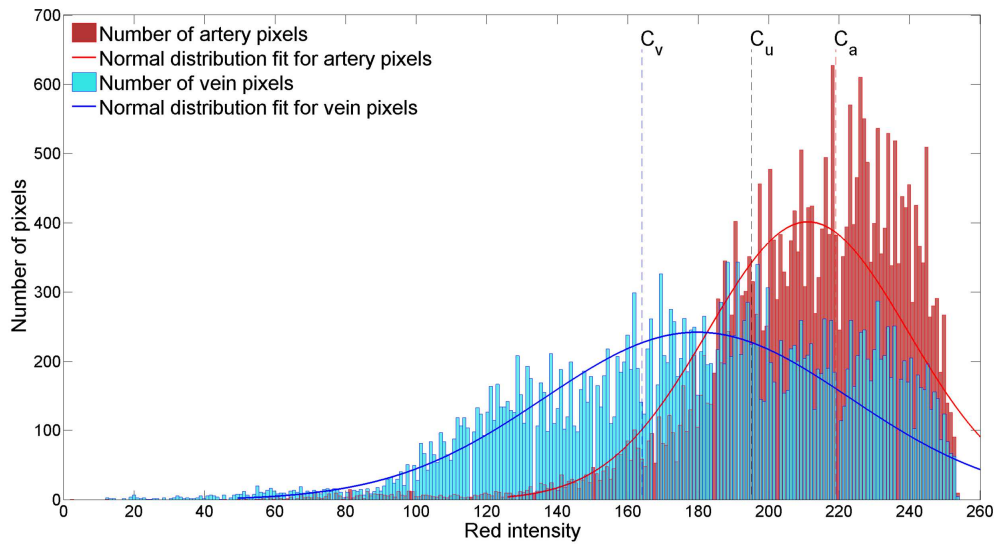 700
600
500
400
300
200
100
0
Number of pixels
Number of artery pixels
Normal distribution fit for artery pixels
Number of vein pixels
Normal distribution fit for vein pixels
Cv Cu Ca
0 20 40 60 80 100 120 140 160 180 200 220 240 260
Red intensity